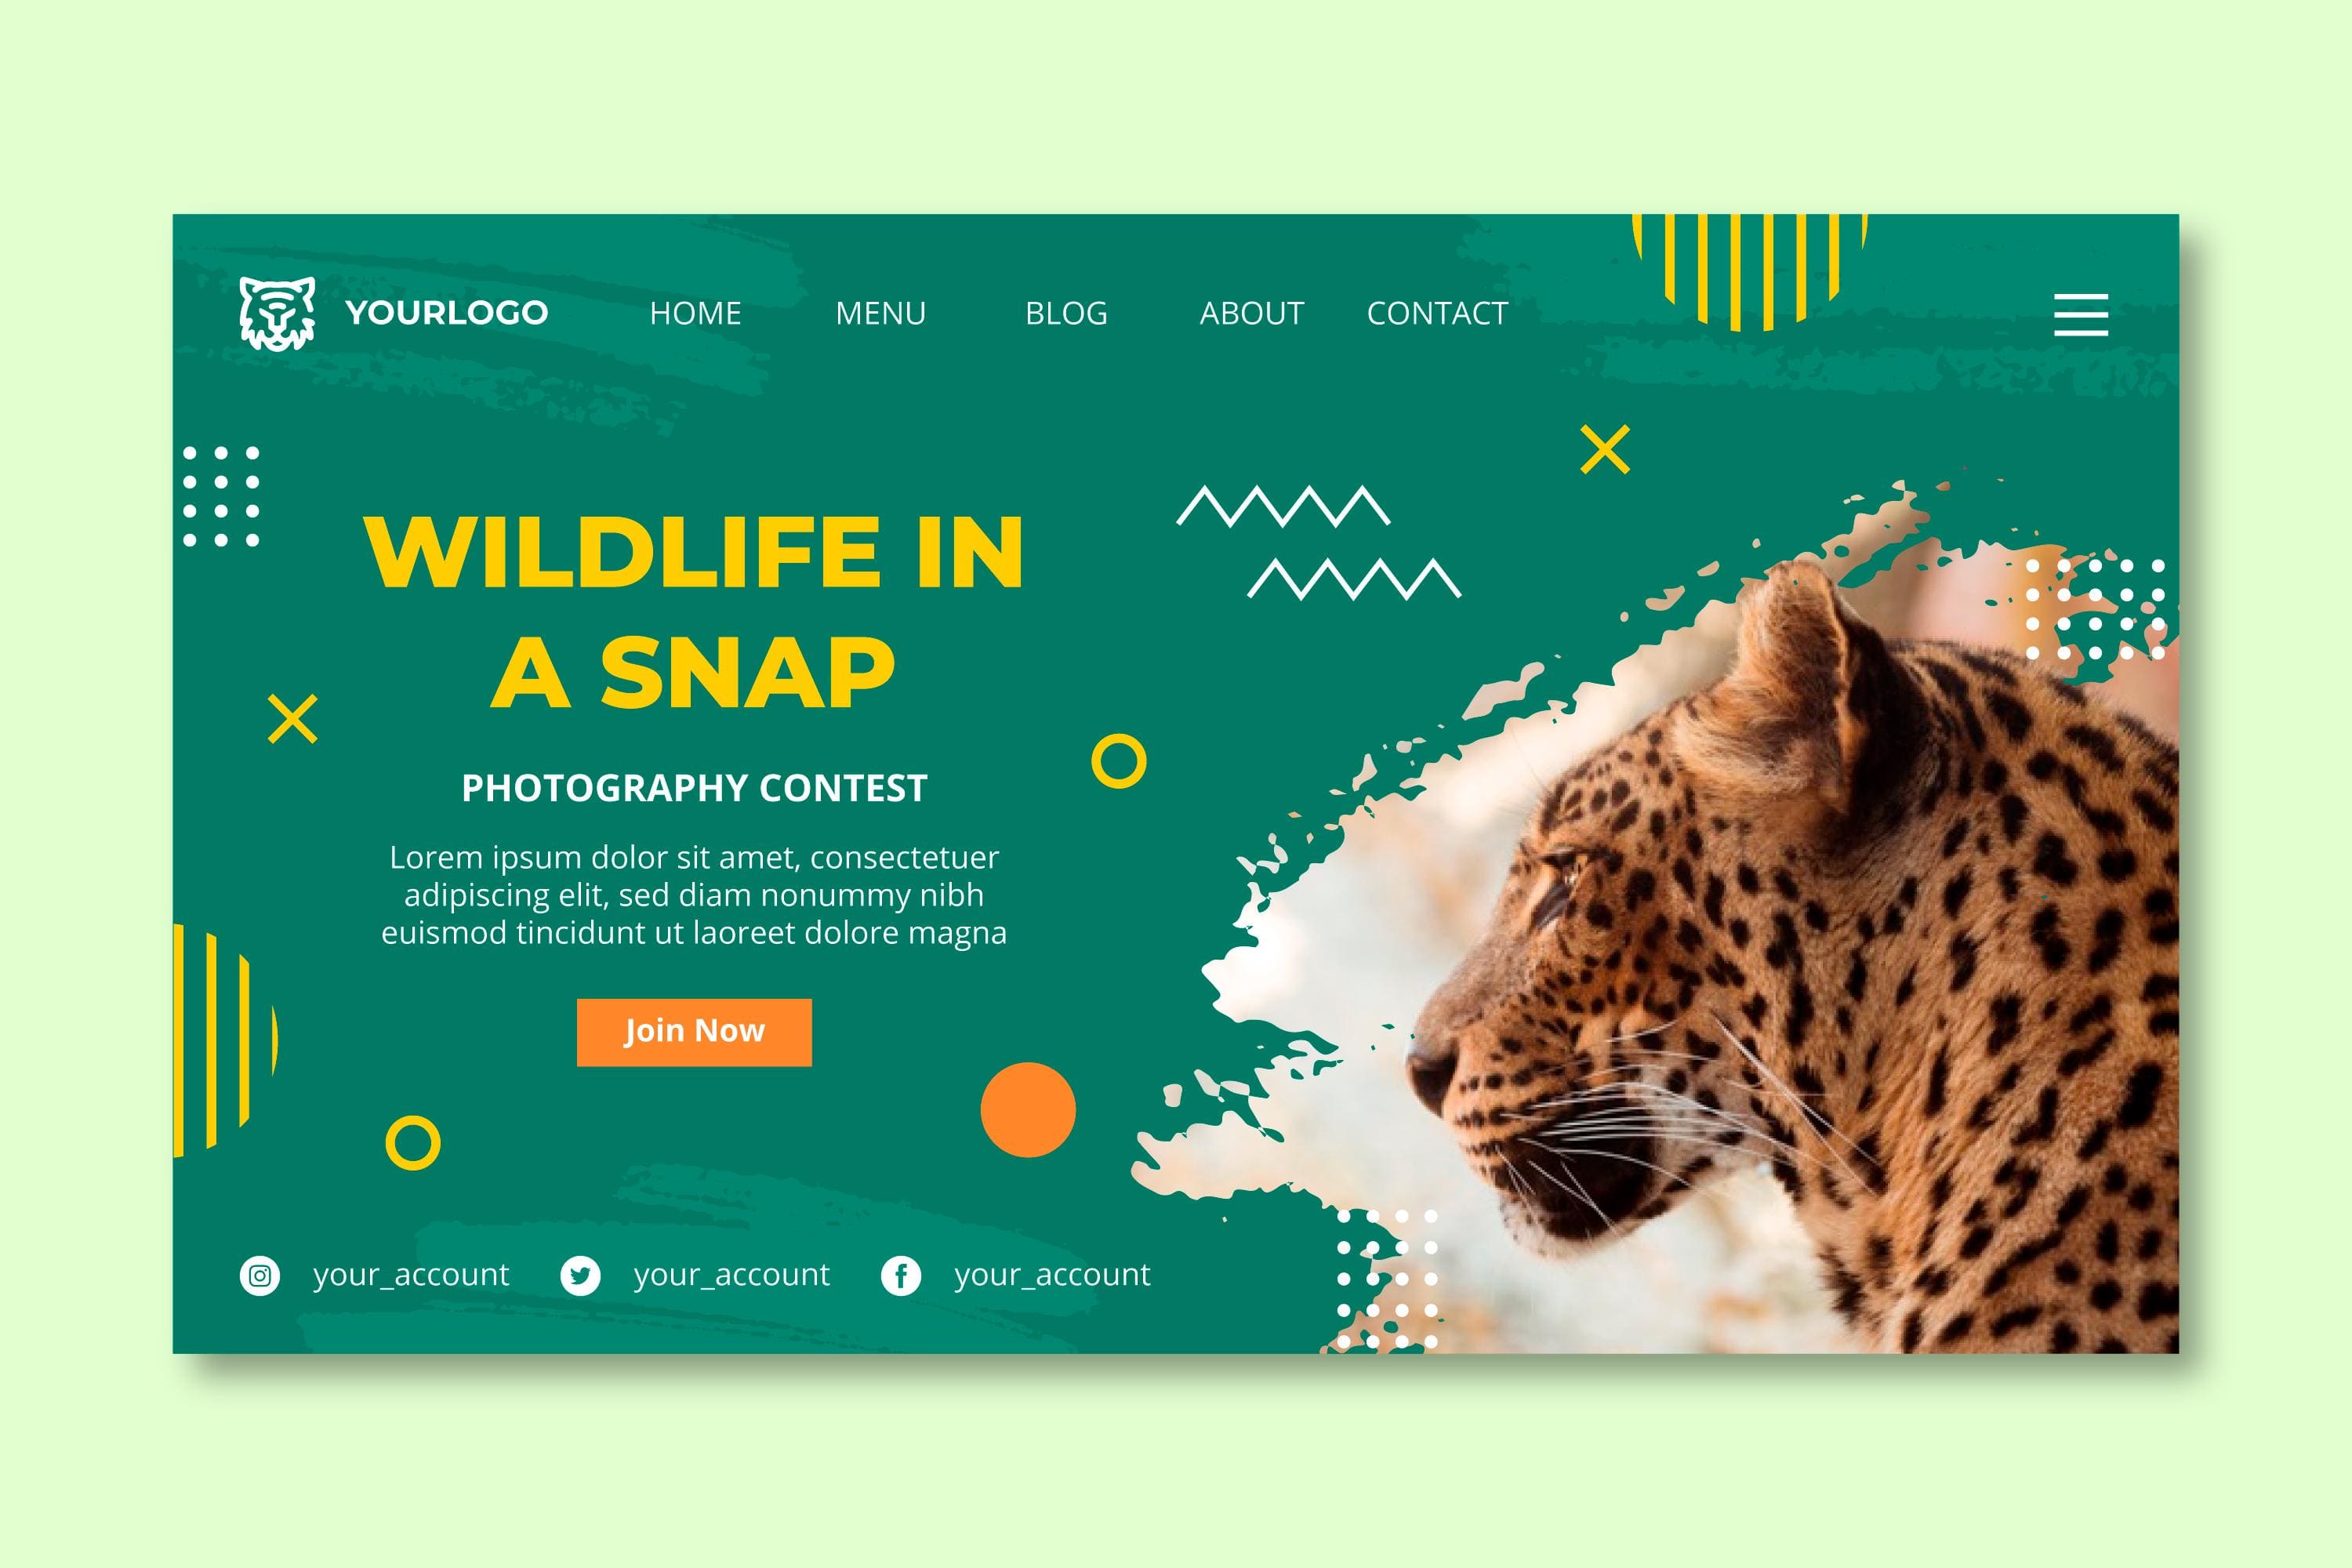 YOURLOGO
HOME
MENU
BLOG
ABOUT
CONTACT
WILDLIFE IN
A SNAP
PHOTOGRAPHY CONTEST
Lorem ipsum dolor sit amet, consectetuer
adipiscing elit, sed diam nonummy nibh
euismod tincidunt ut laoreet dolore magna
Join Now
your_account
your_account
your_account